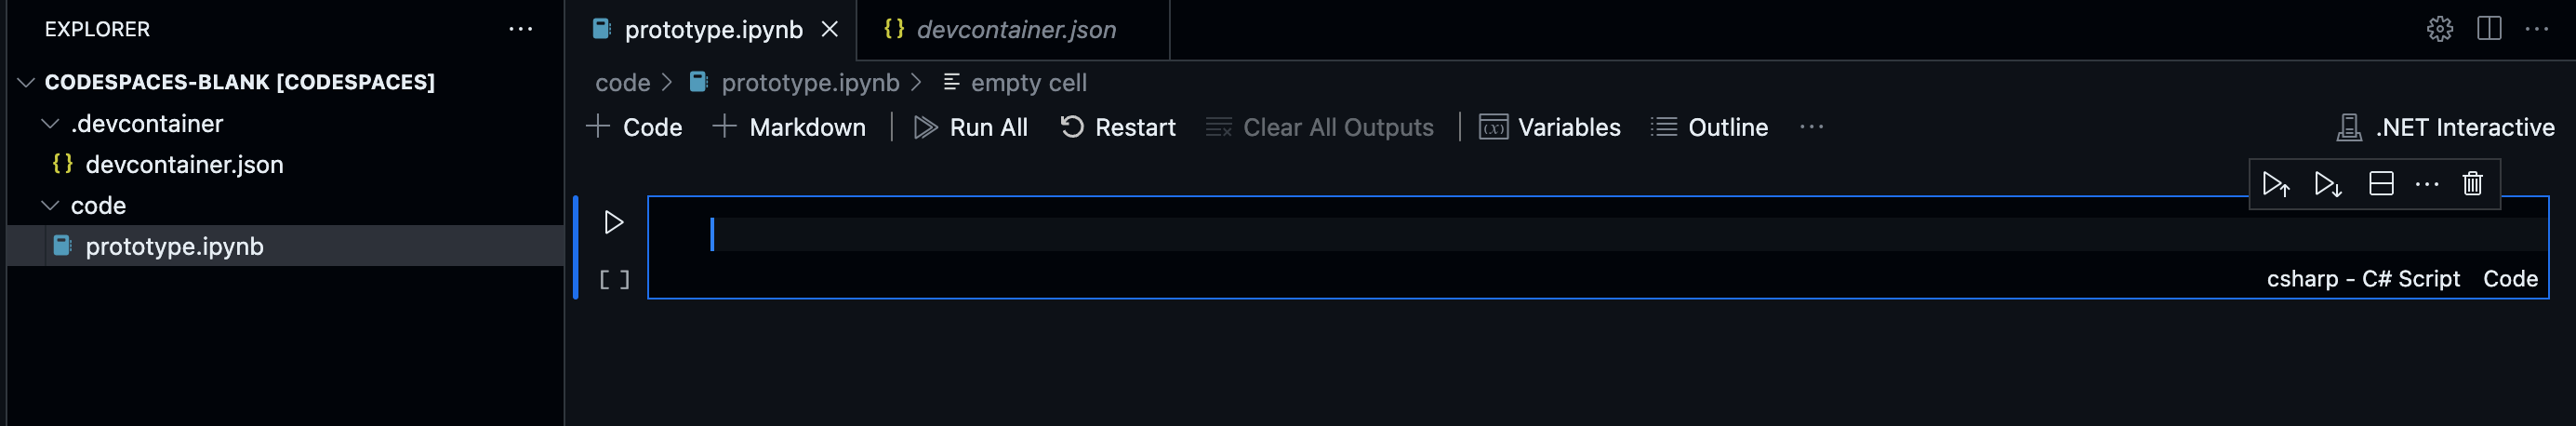 EXPLORER
CODESPACES-BLANK [CODESPACES]
.devcontainer
{} devcontainer.json
code
prototype.ipynb
prototype.ipynb
{} devcontainer.json
code > prototype.ipynb > empty cell
+ Code + Markdown | Run All Restart Clear All Outputs | (x) Variables Outline ...
.NET Interactive
[ ]
csharp - C# Script Code